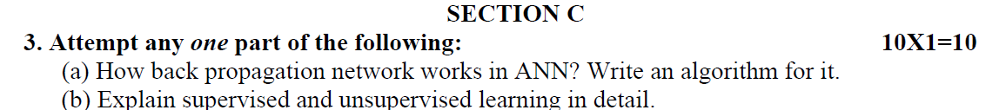 SECTION C
3. Attempt any one part of the following: 10X1=10
(a) How back propagation network works in ANN? Write an algorithm for it.
(b) Explain supervised and unsupervised learning in detail.